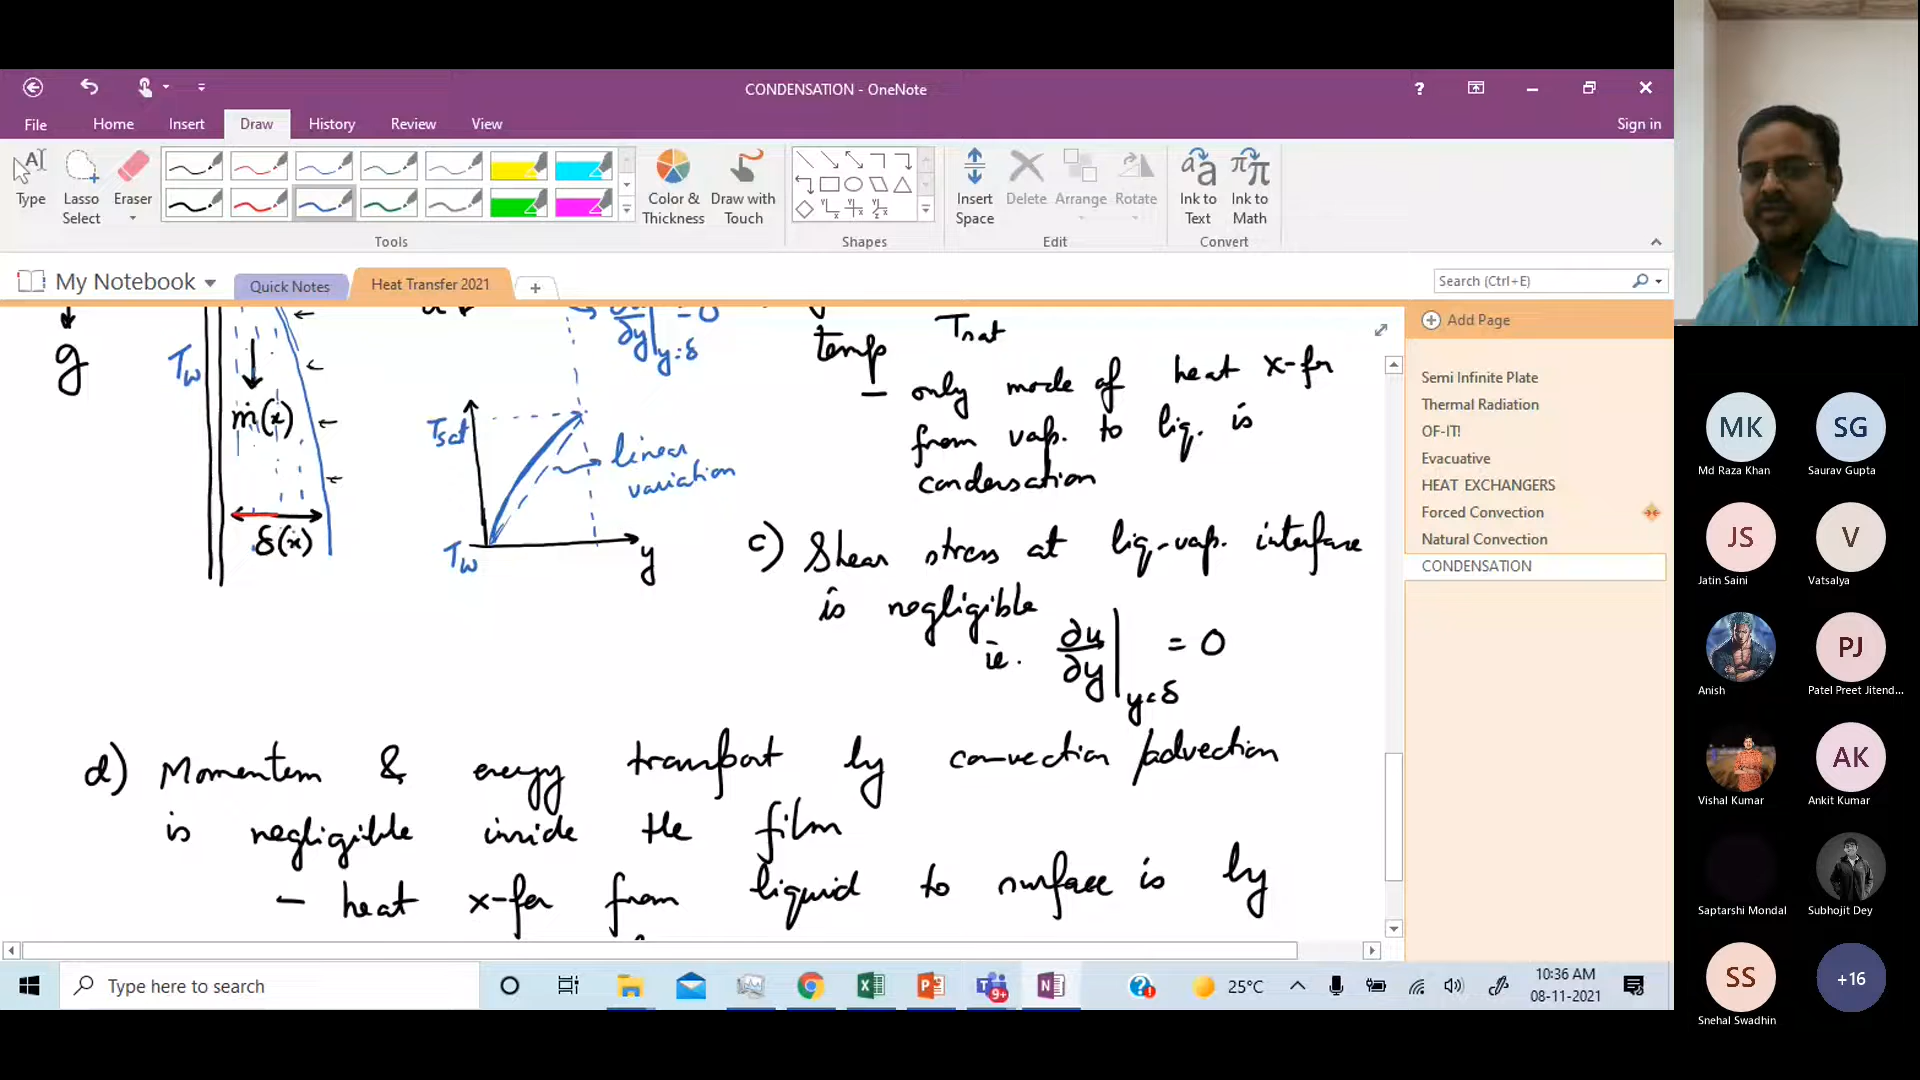 CONDENSATION - OneNote
File Home Insert Draw History Review View Sign in
Type
Lasso Select
Eraser
Color & Thickness
Draw with Touch
Insert Space
Delete
Arrange
Rotate
Ink to Text
Ink to Math
Tools Shapes Edit Convert
My Notebook
Quick Notes
Heat Transfer 2021
Search (Ctrl+E)
Add Page
Semi Infinite Plate
Thermal Radiation
OF-IT!
Evacuative
HEAT EXCHANGERS
Forced Convection
Natural Convection
CONDENSATION
g
Tw
ṁ(x)
δ(x)
∂y|y=δ = 0
Tsat
linear
variation
Tw
y
temp Tsat
- only mode of heat x-fer
from vap. to liq. is
condensation
c) Shear stress at liq-vap. interface
is negligible
ie. ∂u/∂y|y=δ = 0
d) Momentum & energy transport by convection/advection
is negligible inside the film
- heat x-fer from liquid to surface is by
Type here to search
9+
25°C
10:36 AM
08-11-2021
MK
Md Raza Khan
SG
Saurav Gupta
JS
Jatin Saini
V
Vatsalya
Anish
PJ
Patel Preet Jitend...
Vishal Kumar
AK
Ankit Kumar
Saptarshi Mondal
Subhojit Dey
SS
Snehal Swadhin
+16